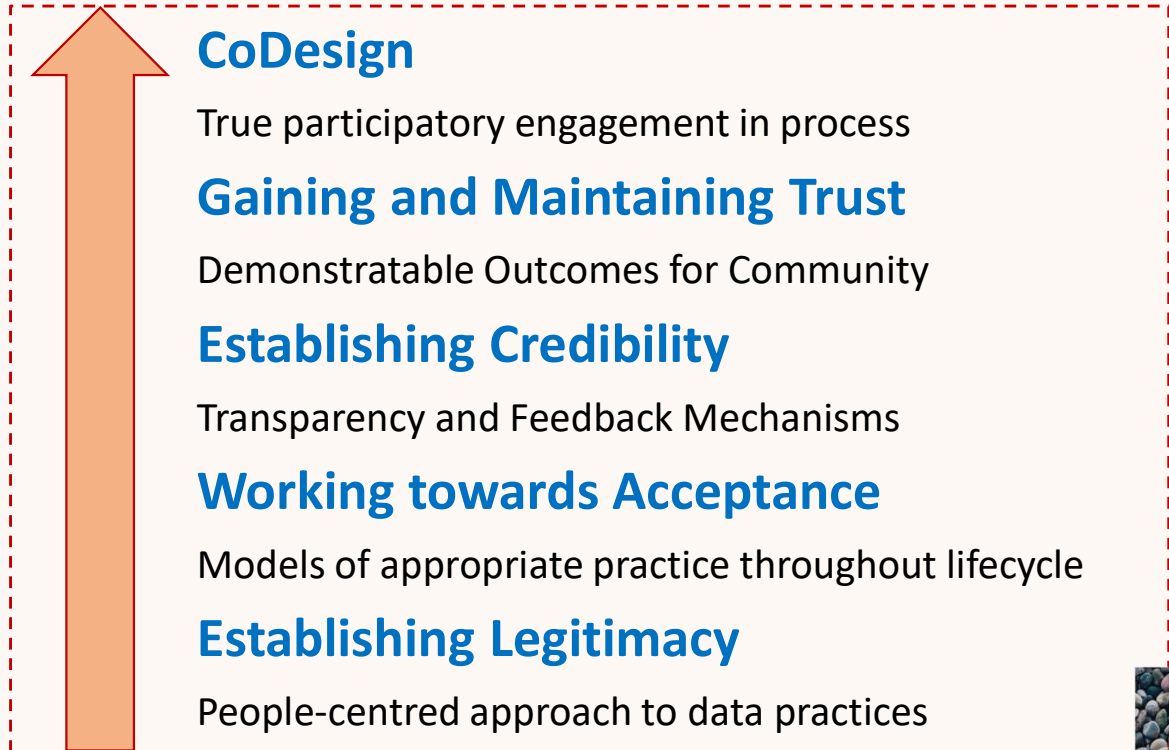 CoDesign
True participatory engagement in process
Gaining and Maintaining Trust
Demonstratable Outcomes for Community
Establishing Credibility
Transparency and Feedback Mechanisms
Working towards Acceptance
Models of appropriate practice throughout lifecycle
Establishing Legitimacy
People-centred approach to data practices